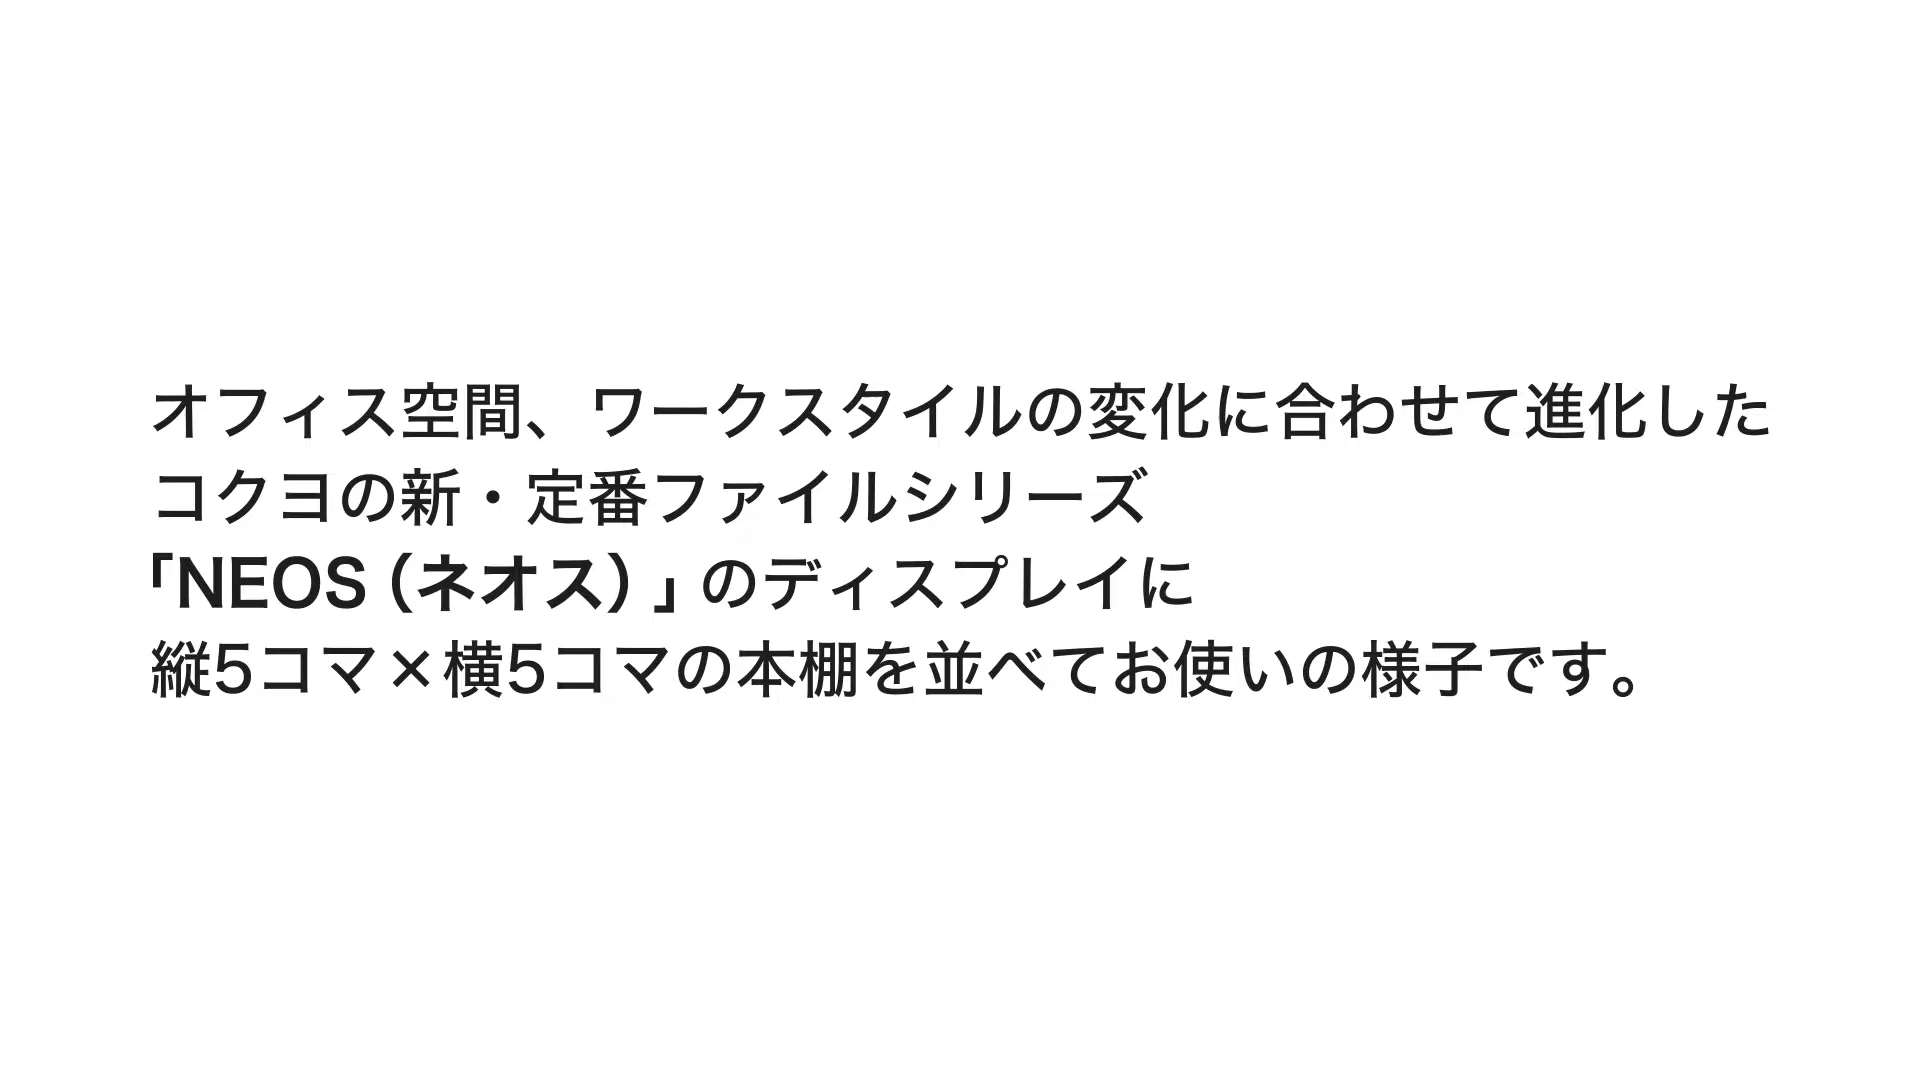 オフィス空間、ワークスタイルの変化に合わせて進化した
コクヨの新・定番ファイルシリーズ
「NEOS（ネオス）」のディスプレイに
縦5コマ×横5コマの本棚を並べてお使いの様子です。